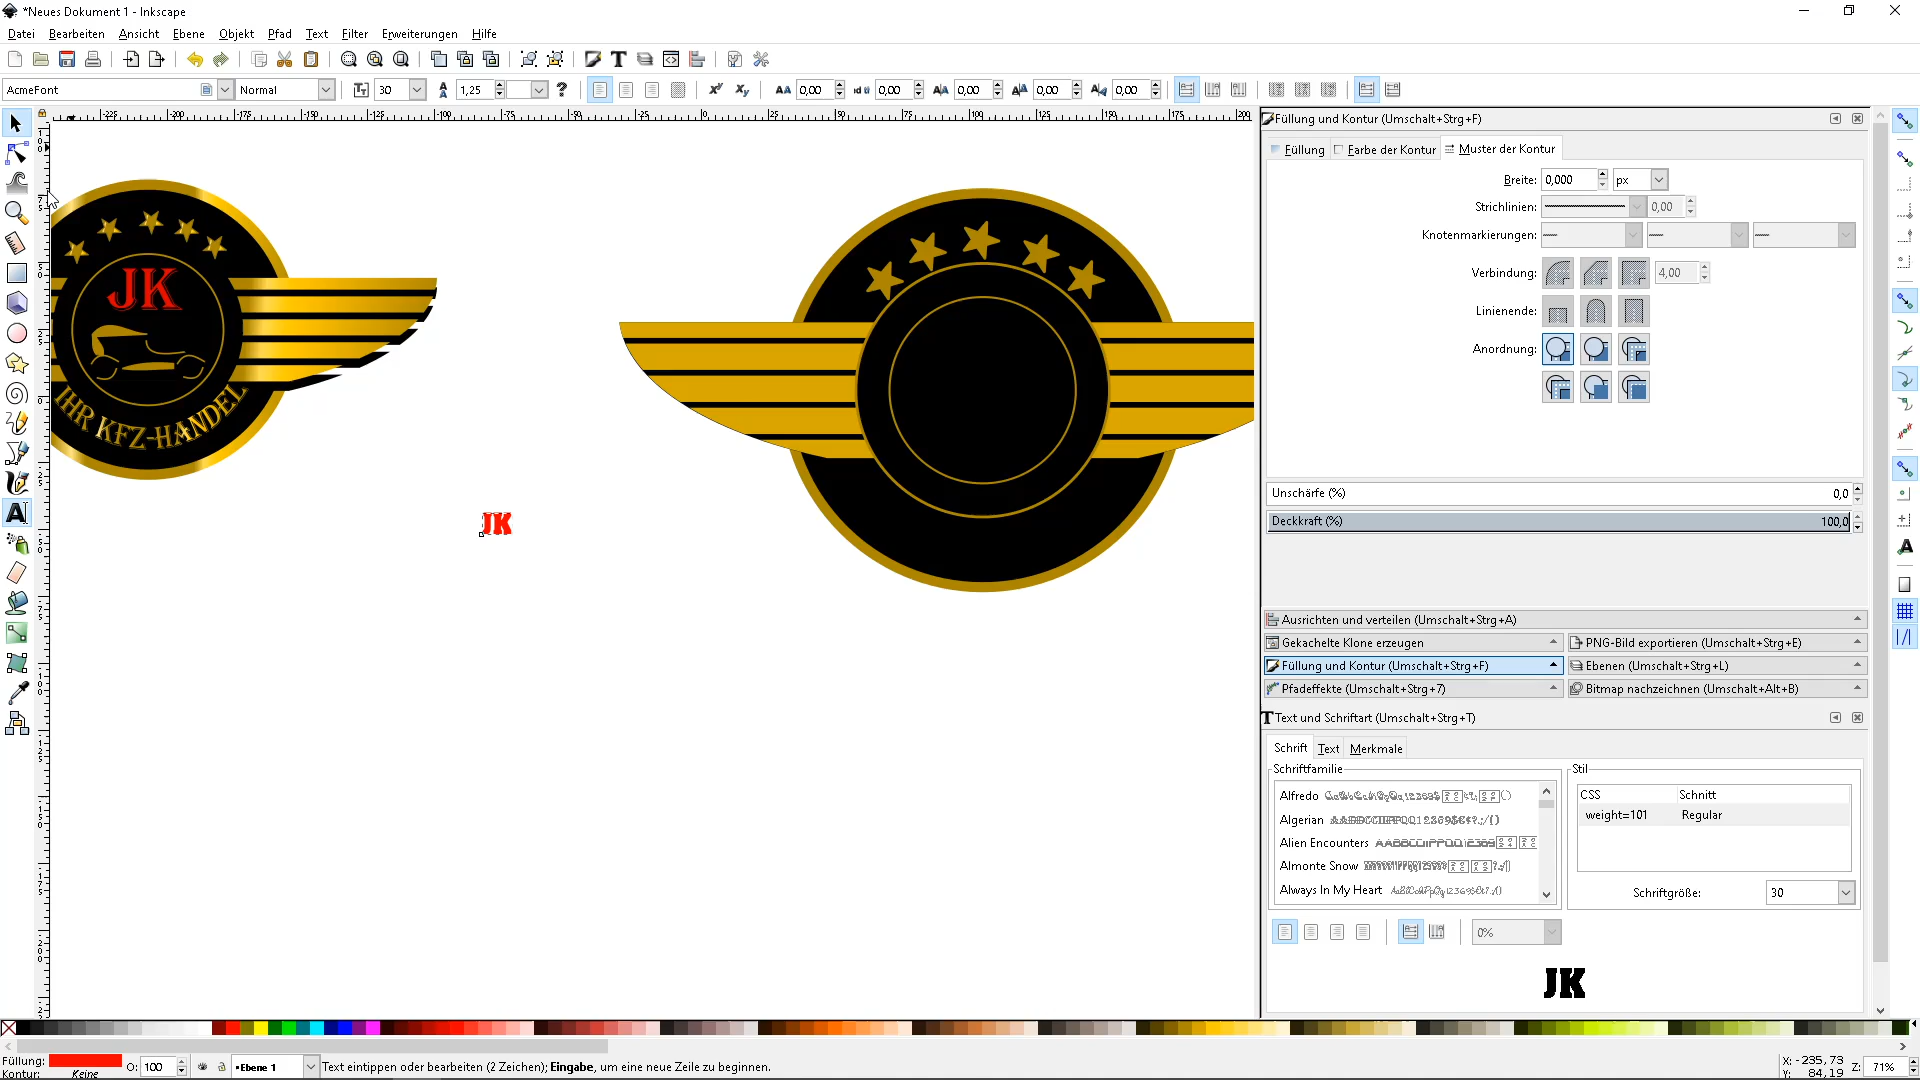 *Neues Dokument 1 - Inkscape
Datei Bearbeiten Ansicht Ebene Objekt Pfad Text Filter Erweiterungen Hilfe
AcmeFont Normal 30 1,25 0,00 0,00 0,00 0,00 0,00
Füllung und Kontur (Umschalt+Strg+F)
Füllung Farbe der Kontur Muster der Kontur
Breite: 0,000 px
Strichlinien: 0,00
Knotenmarkierungen:
Verbindung: 4,00
Linienende:
Anordnung:
Unschärfe (%) 0,0
Deckkraft (%) 100,0
JK
IHR KFZ-HANDEL
JK
Ausrichten und verteilen (Umschalt+Strg+A)
Gekachelte Klone erzeugen PNG-Bild exportieren (Umschalt+Strg+E)
Füllung und Kontur (Umschalt+Strg+F) Ebenen (Umschalt+Strg+L)
Pfadeffekte (Umschalt+Strg+7) Bitmap nachzeichnen (Umschalt+Alt+B)
Text und Schriftart (Umschalt+Strg+T)
Schrift Text Merkmale
Schriftfamilie Stil
Alfredo
Algerian
Alien Encounters
Almonte Snow
Always In My Heart
CSS Schnitt
weight=101 Regular
Schriftgröße: 30
0%
JK
Füllung: O: 100 •Ebene 1 Text eintippen oder bearbeiten (2 Zeichen); Eingabe, um eine neue Zeile zu beginnen. X: -235,73 Z: 71%
Kontur: Keine Y: 84,19